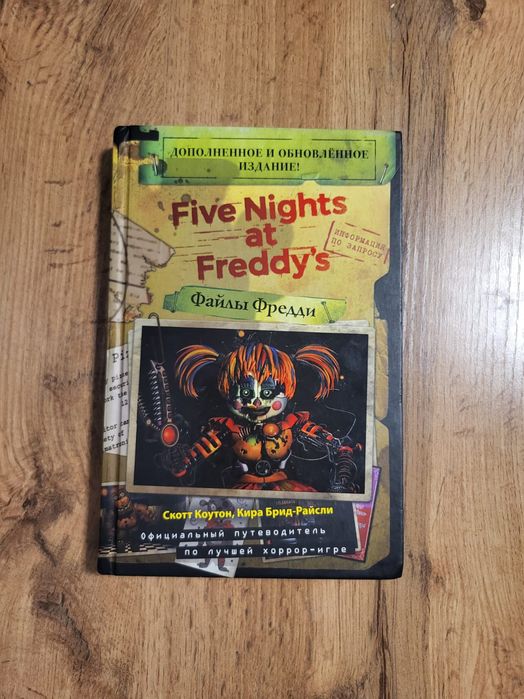 ДОПОЛНЕННОЕ И ОБНОВЛЁННОЕ
ИЗДАНИЕ!
Five Nights
at
Freddy's
ИНФОРМАЦИЯ
ПО ЗАПРОСУ
Файлы Фредди
Скотт Коутон, Кира Брид-Райсли
Официальный путеводитель
по лучшей хоррор-игре